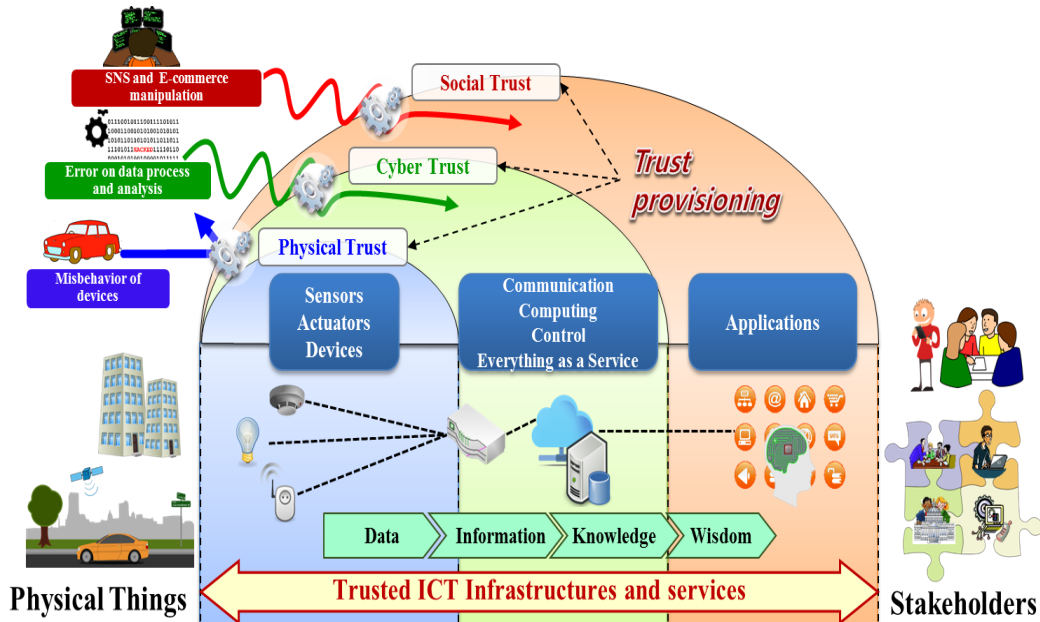 SNS and E-commerce
manipulation
Social Trust
HACKED
Error on data process
and analysis
Cyber Trust
Trust
provisioning
Physical Trust
Misbehavior of
devices
Sensors
Actuators
Devices
Communication
Computing
Control
Everything as a Service
Applications
Data
Information
Knowledge
Wisdom
Trusted ICT Infrastructures and services
Physical Things
Stakeholders